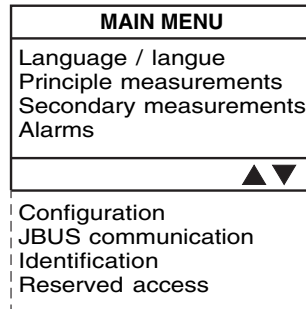 MAIN MENU
Language / langue
Principle measurements
Secondary measurements
Alarms
Configuration
JBUS communication
Identification
Reserved access